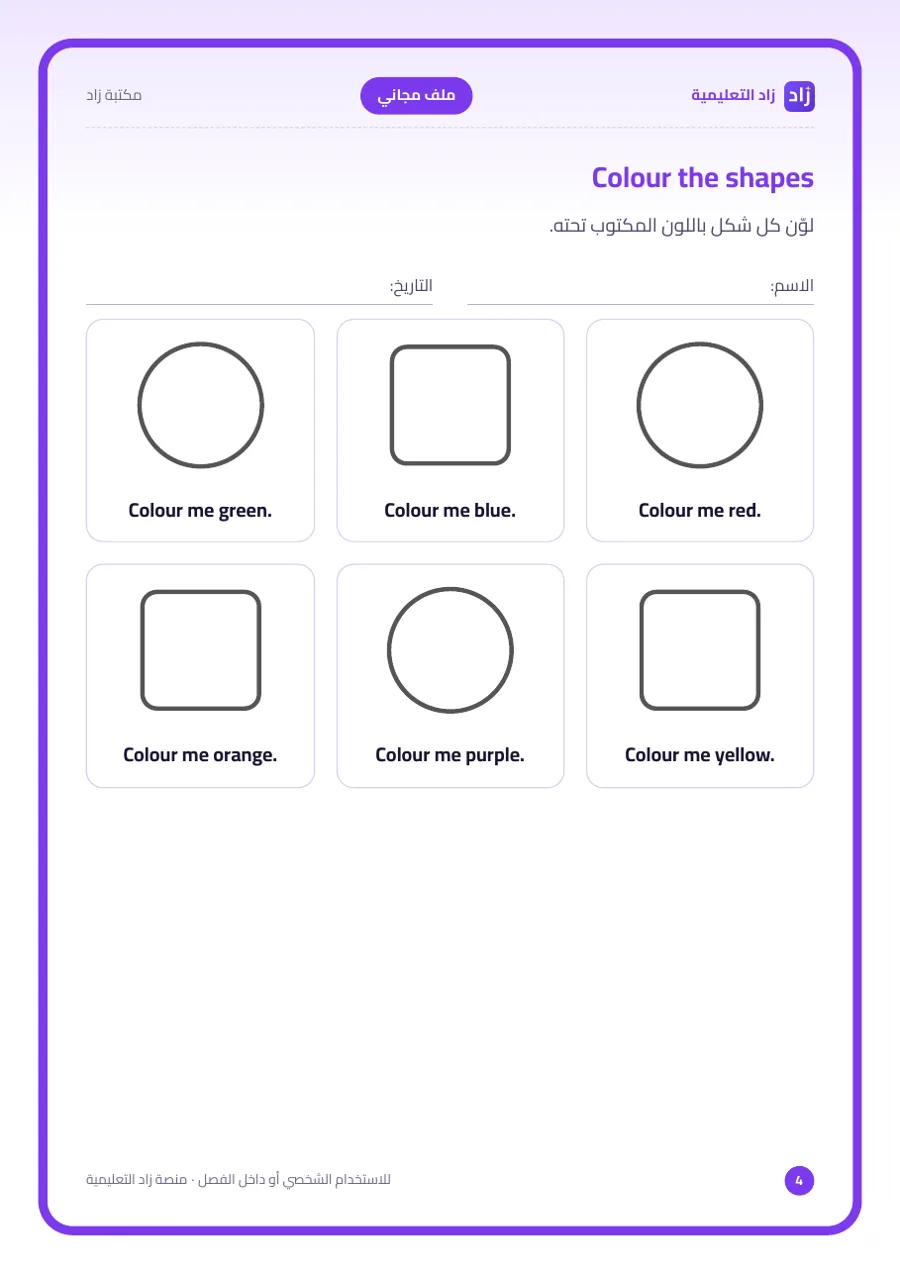 زاد
زاد التعليمية
ملف مجاني
مكتبة زاد
Colour the shapes
لوّن كل شكل باللون المكتوب تحته.
الاسم:
التاريخ:
Colour me red.
Colour me blue.
Colour me green.
Colour me yellow.
Colour me purple.
Colour me orange.
4
للاستخدام الشخصي أو داخل الفصل · منصة زاد التعليمية